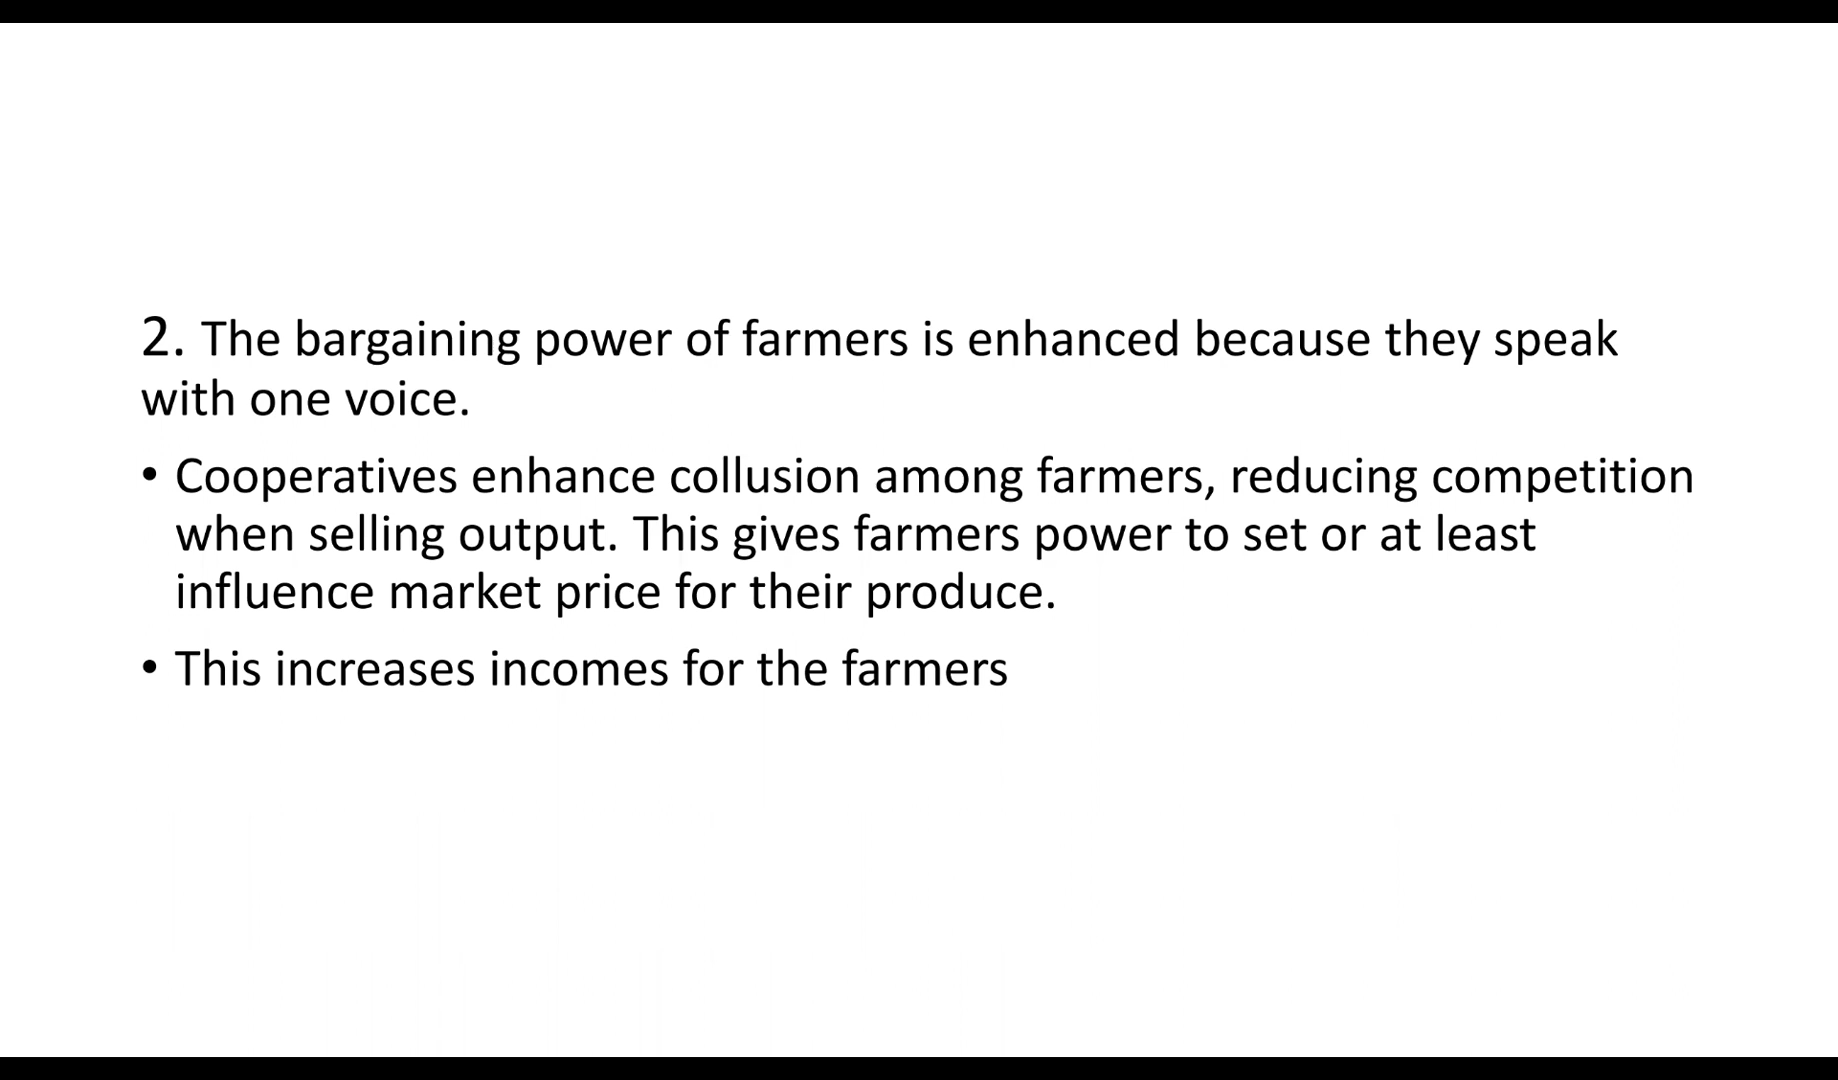 2. The bargaining power of farmers is enhanced because they speak
with one voice.
• Cooperatives enhance collusion among farmers, reducing competition
when selling output. This gives farmers power to set or at least
influence market price for their produce.
• This increases incomes for the farmers